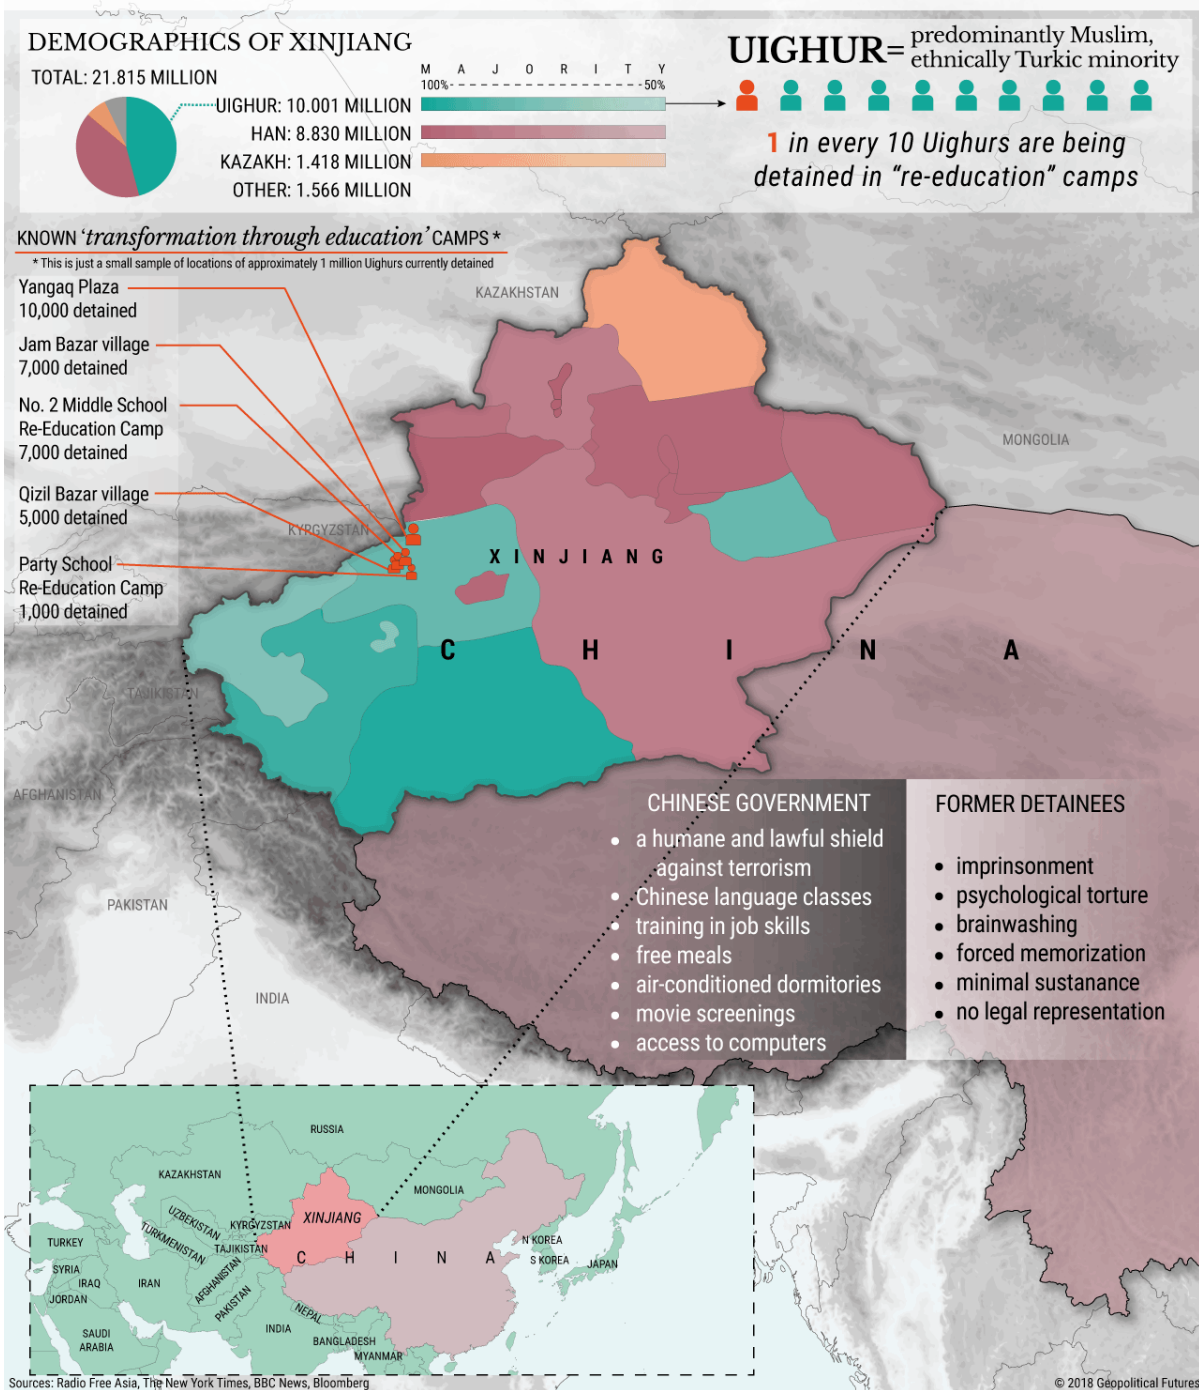 DEMOGRAPHICS OF XINJIANG
TOTAL: 21.815 MILLION
UIGHUR: 10.001 MILLION
HAN: 8.830 MILLION
KAZAKH: 1.418 MILLION
OTHER: 1.566 MILLION
M A J O R I T Y
100% 50%
UIGHUR= predominantly Muslim,
ethnically Turkic minority
1 in every 10 Uighurs are being
detained in “re-education” camps
KNOWN ‘transformation through education’ CAMPS *
* This is just a small sample of locations of approximately 1 million Uighurs currently detained
Yangaq Plaza
10,000 detained
Jam Bazar village
7,000 detained
No. 2 Middle School
Re-Education Camp
7,000 detained
Qizil Bazar village
5,000 detained
Party School
Re-Education Camp
1,000 detained
KAZAKHSTAN
MONGOLIA
KYRGYZSTAN
XINJIANG
C H I N A
TAJIKISTAN
AFGHANISTAN
PAKISTAN
INDIA
CHINESE GOVERNMENT
• a humane and lawful shield
against terrorism
• Chinese language classes
• training in job skills
• free meals
• air-conditioned dormitories
• movie screenings
• access to computers
FORMER DETAINEES
• imprinsonment
• psychological torture
• brainwashing
• forced memorization
• minimal sustanance
• no legal representation
RUSSIA
KAZAKHSTAN
MONGOLIA
UZBEKISTAN
KYRGYZSTAN
XINJIANG
TURKEY
TURKMENISTAN
TAJIKISTAN
C H I N A
N KOREA
S KOREA
JAPAN
SYRIA
IRAQ
IRAN
AFGHANISTAN
JORDAN
PAKISTAN
NEPAL
SAUDI
ARABIA
INDIA
BANGLADESH
MYANMAR
Sources: Radio Free Asia, The New York Times, BBC News, Bloomberg
© 2018 Geopolitical Futures